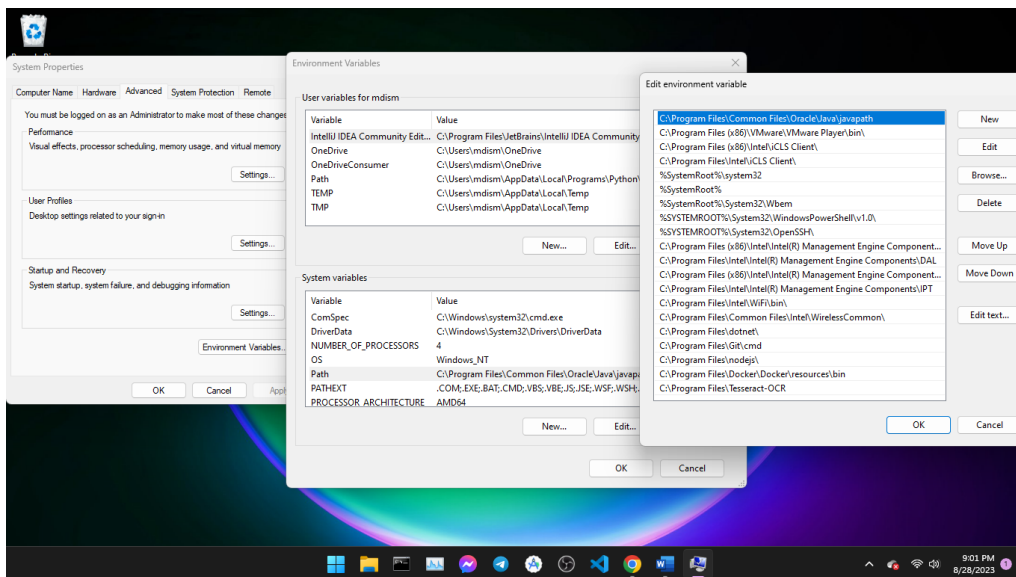 System Properties
Computer Name Hardware Advanced System Protection Remote
You must be logged on as an Administrator to make most of these changes
Performance
Visual effects, processor scheduling, memory usage, and virtual memory
Settings...
User Profiles
Desktop settings related to your sign-in
Settings...
Startup and Recovery
System startup, system failure, and debugging information
Settings...
Environment Variables..
OK Cancel
Environment Variables
User variables for mdism
Variable Value
IntelliJ IDEA Community Edit... C:\Program Files\JetBrains\IntelliJ IDEA Community
OneDrive C:\Users\mdism\OneDrive
OneDriveConsumer C:\Users\mdism\OneDrive
Path C:\Users\mdism\AppData\Local\Programs\Python\
TEMP C:\Users\mdism\AppData\Local\Temp
TMP C:\Users\mdism\AppData\Local\Temp
New... Edit...
System variables
Variable Value
ComSpec C:\Windows\system32\cmd.exe
DriverData C:\Windows\System32\Drivers\DriverData
NUMBER_OF_PROCESSORS 4
OS Windows_NT
Path C:\Program Files\Common Files\Oracle\Java\javapa
PATHEXT .COM;.EXE;.BAT;.CMD;.VBS;.VBE;.JS;.JSE;.WSF;.WSH;.
PROCESSOR_ARCHITECTURE AMD64
New... Edit...
OK Cancel
Edit environment variable
C:\Program Files\Common Files\Oracle\Java\javapath
C:\Program Files (x86)\VMware\VMware Player\bin\
C:\Program Files (x86)\Intel\iCLS Client\
C:\Program Files\Intel\iCLS Client\
%SystemRoot%\system32
%SystemRoot%
%SystemRoot%\System32\Wbem
%SYSTEMROOT%\System32\WindowsPowerShell\v1.0\
%SYSTEMROOT%\System32\OpenSSH\
C:\Program Files (x86)\Intel\Intel(R) Management Engine Component...
C:\Program Files\Intel\Intel(R) Management Engine Components\DAL
C:\Program Files (x86)\Intel\Intel(R) Management Engine Component...
C:\Program Files\Intel\Intel(R) Management Engine Components\IPT
C:\Program Files\Intel\WiFi\bin\
C:\Program Files\Common Files\Intel\WirelessCommon\
C:\Program Files\dotnet\
C:\Program Files\Git\cmd
C:\Program Files\nodejs\
C:\Program Files\Docker\Docker\resources\bin
C:\Program Files\Tesseract-OCR
New
Edit
Browse...
Delete
Move Up
Move Down
Edit text...
OK Cancel
9:01 PM
8/28/2023
1